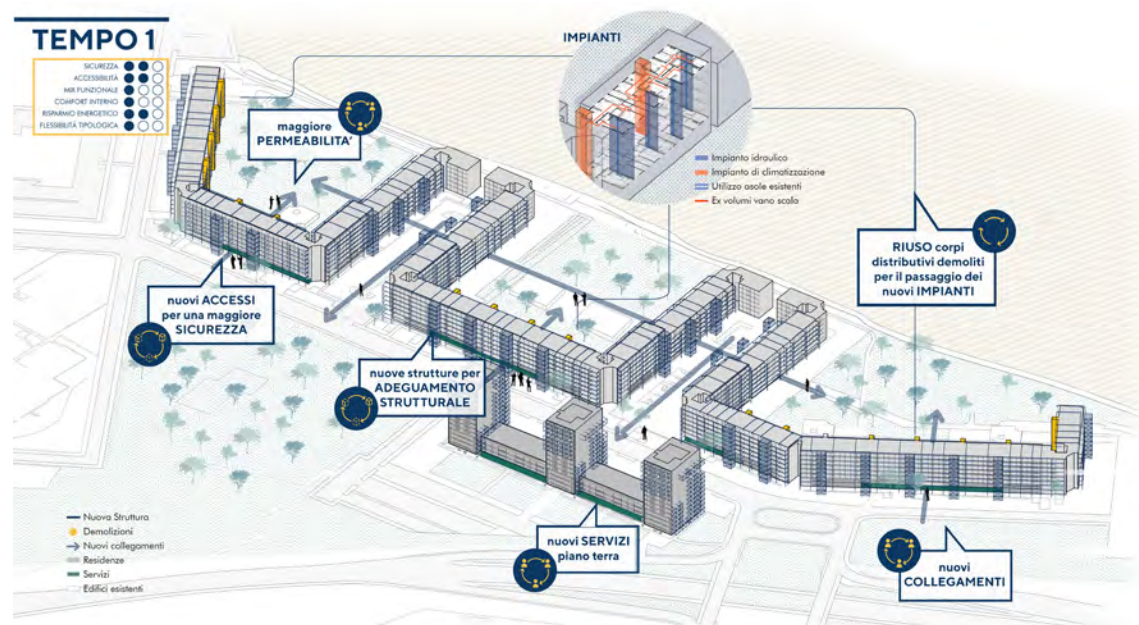 TEMPO 1
SICUREZZA
ACCESSIBILITÀ
MIX FUNZIONALE
COMFORT INTERNO
RISPARMIO ENERGETICO
FLESSIBILITÀ TIPOLOGICA
IMPIANTI
Impianto idraulico
Impianto di climatizzazione
Utilizzo asole esistenti
Ex volumi vano scala
maggiore
PERMEABILITA'
RIUSO corpi
distributivi demoliti
per il passaggio dei
nuovi IMPIANTI
nuovi ACCESSI
per una maggiore
SICUREZZA
nuove strutture per
ADEGUAMENTO
STRUTTURALE
nuovi SERVIZI
piano terra
nuovi
COLLEGAMENTI
Nuova Struttura
Demolizioni
Nuovi collegamenti
Residenze
Servizi
Edifici esistenti